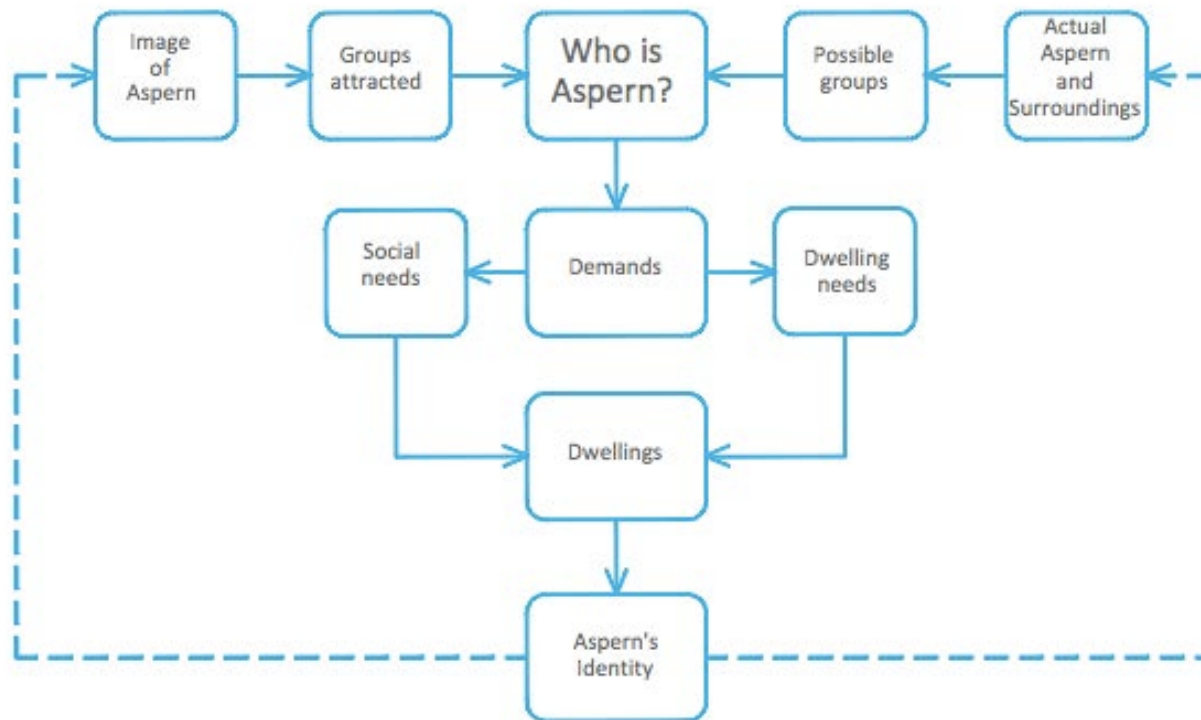 Image
of
Aspern
Groups
attracted
Who is
Aspern?
Possible
groups
Actual
Aspern
and
Surroundings
Social
needs
Demands
Dwelling
needs
Dwellings
Aspern's
Identity